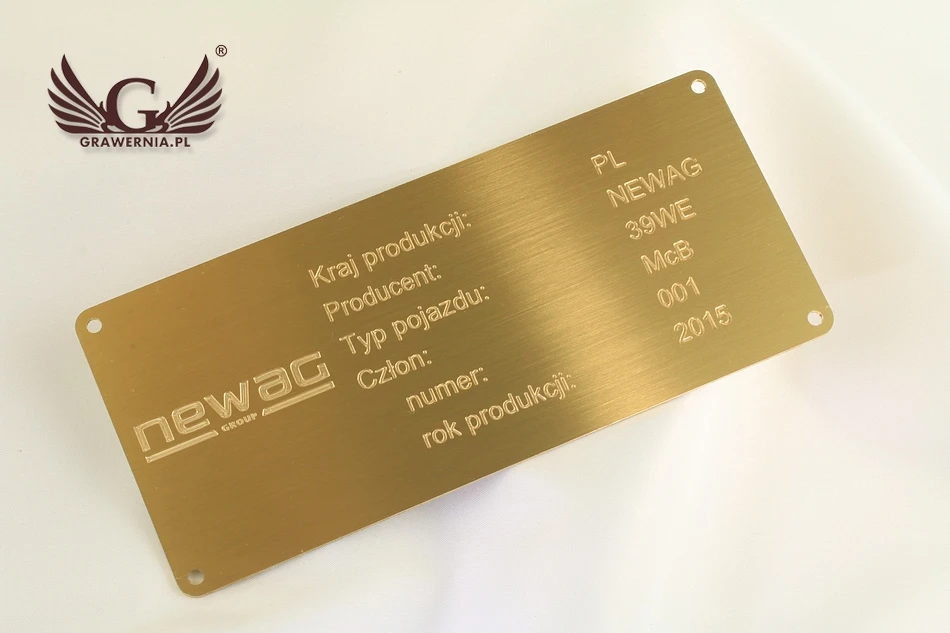 G
®
GRAWERNIA.PL
Kraj produkcji: PL
Producent: NEWAG
Typ pojazdu: 39WE
Człon: McB
numer: 001
rok produkcji: 2015
newag
GROUP